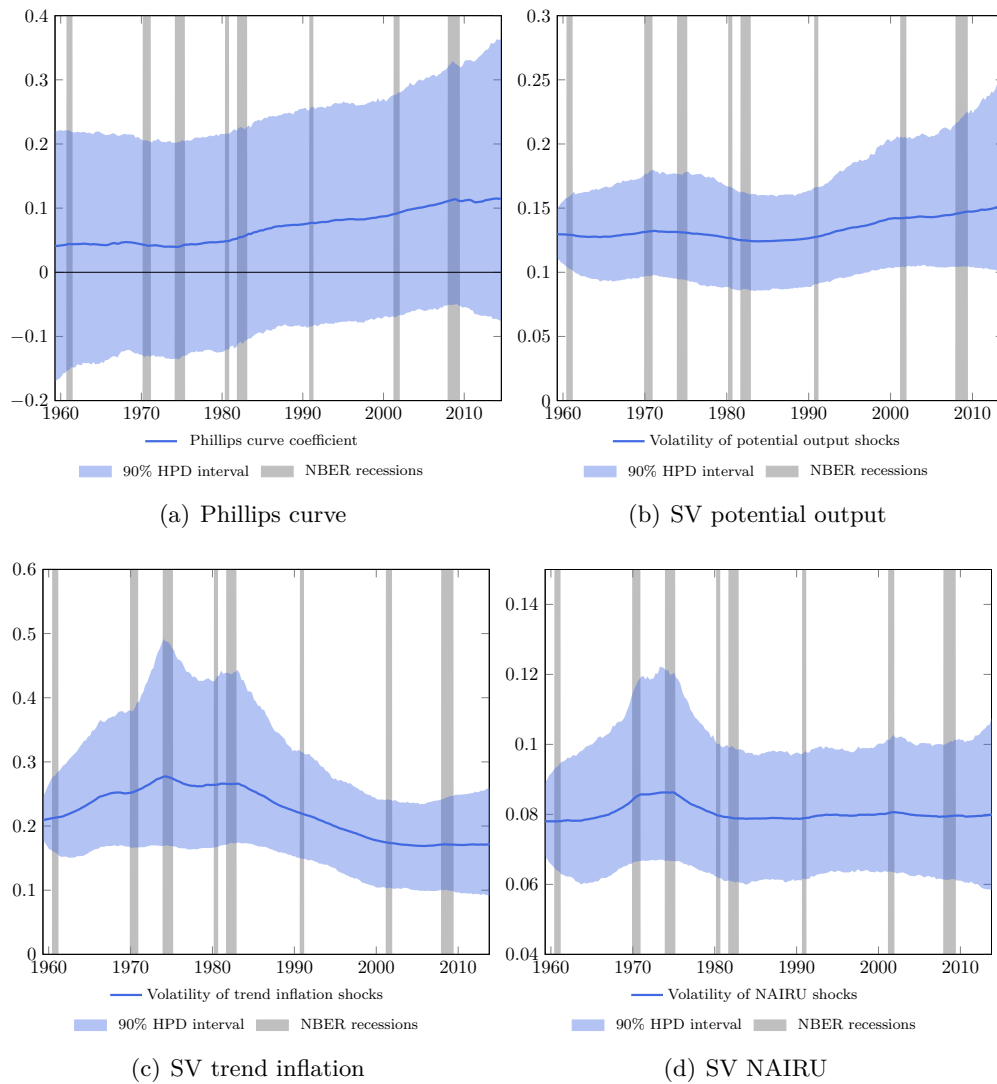 0.4
0.3
0.2
0.1
0
−0.1
−0.2
1960 1970 1980 1990 2000 2010
Phillips curve coefficient
90% HPD interval NBER recessions
(a) Phillips curve
0.3
0.25
0.2
0.15
0.1
0.05
0
1960 1970 1980 1990 2000 2010
Volatility of potential output shocks
90% HPD interval NBER recessions
(b) SV potential output
0.6
0.5
0.4
0.3
0.2
0.1
0
1960 1970 1980 1990 2000 2010
Volatility of trend inflation shocks
90% HPD interval NBER recessions
(c) SV trend inflation
0.14
0.12
0.1
0.08
0.06
0.04
1960 1970 1980 1990 2000 2010
Volatility of NAIRU shocks
90% HPD interval NBER recessions
(d) SV NAIRU